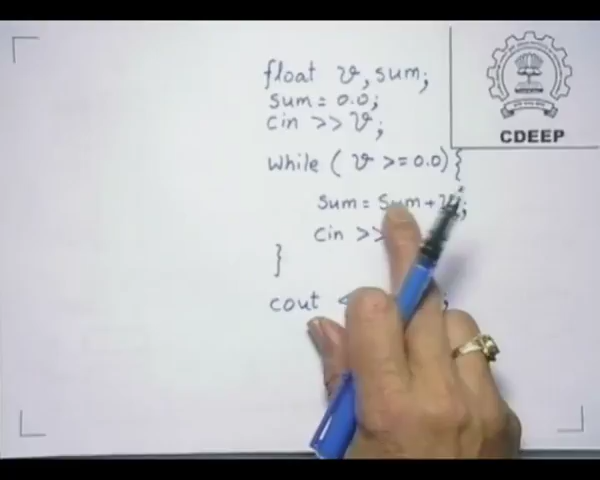 float v, sum;
sum = 0.0;
cin >> v;
while ( v >= 0.0) {
sum = sum + v;
cin >>
}
cout <
;
CDEEP